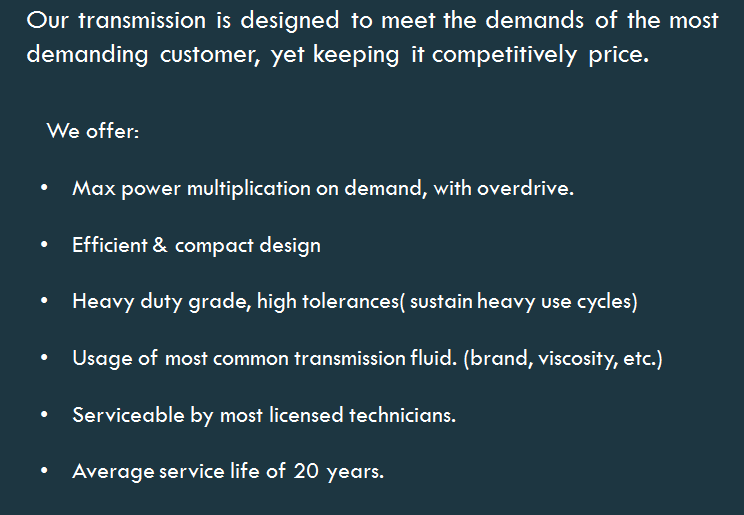 Our transmission is designed to meet the demands of the most
demanding customer, yet keeping it competitively price.
We offer:
• Max power multiplication on demand, with overdrive.
• Efficient & compact design
• Heavy duty grade, high tolerances( sustain heavy use cycles)
• Usage of most common transmission fluid. (brand, viscosity, etc.)
• Serviceable by most licensed technicians.
• Average service life of 20 years.